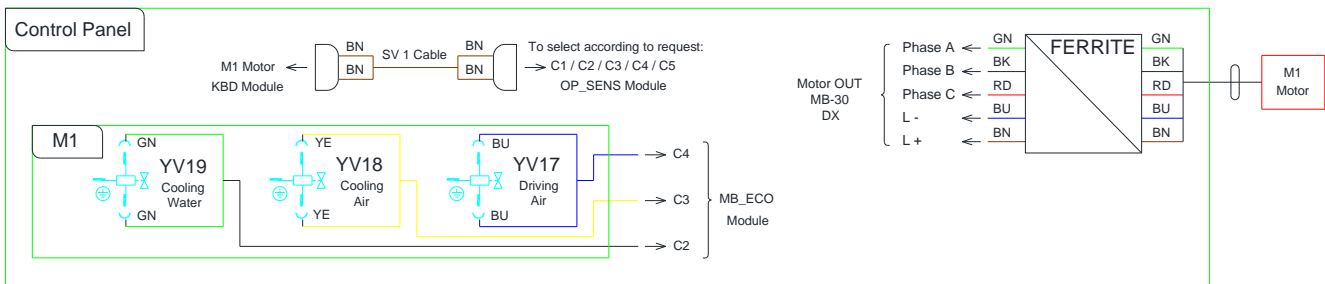 Control Panel
BN
BN
SV 1 Cable
BN
BN
M1 Motor
KBD Module
To select according to request:
C1 / C2 / C3 / C4 / C5
OP_SENS Module
Motor OUT
MB-30
DX
Phase A
Phase B
Phase C
L -
L +
GN
BK
RD
BU
BN
FERRITE
GN
BK
RD
BU
BN
M1
Motor
M1
GN
YV19
Cooling
Water
GN
YE
YV18
Cooling
Air
YE
BU
YV17
Driving
Air
BU
C4
C3
C2
MB_ECO
Module